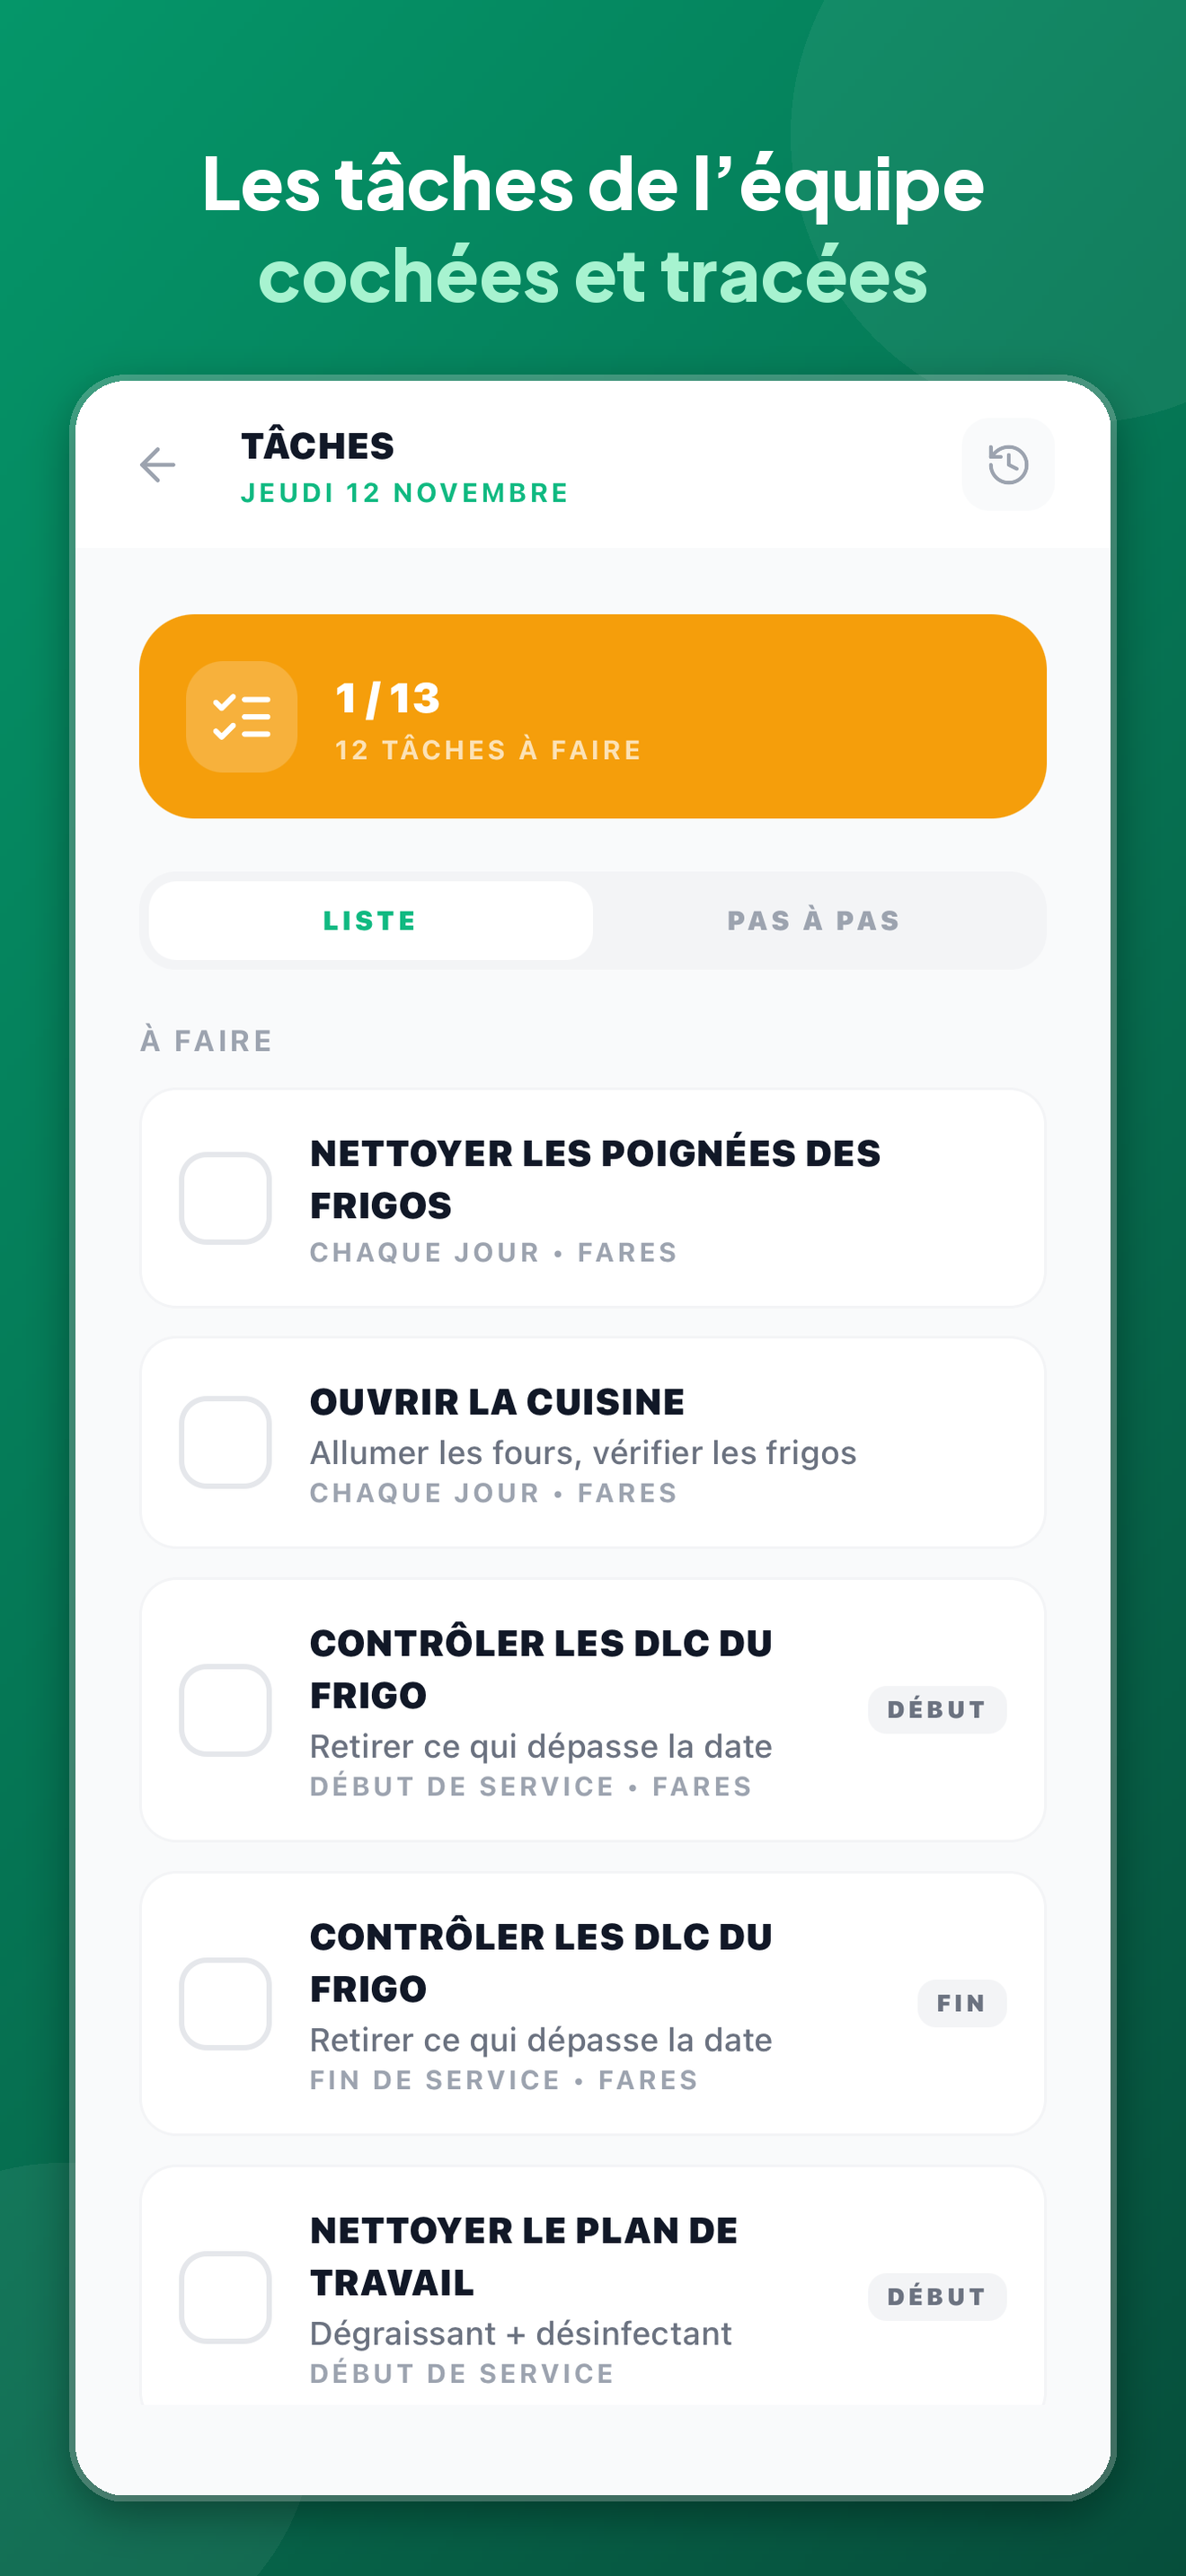 Les tâches de l’équipe
cochées et tracées
TÂCHES
JEUDI 12 NOVEMBRE
1 / 13
12 TÂCHES À FAIRE
LISTE
PAS À PAS
À FAIRE
NETTOYER LES POIGNÉES DES
FRIGOS
CHAQUE JOUR • FARES
OUVRIR LA CUISINE
Allumer les fours, vérifier les frigos
CHAQUE JOUR • FARES
CONTRÔLER LES DLC DU
FRIGO
Retirer ce qui dépasse la date
DÉBUT DE SERVICE • FARES
DÉBUT
CONTRÔLER LES DLC DU
FRIGO
Retirer ce qui dépasse la date
FIN DE SERVICE • FARES
FIN
NETTOYER LE PLAN DE
TRAVAIL
Dégraissant + désinfectant
DÉBUT DE SERVICE
DÉBUT